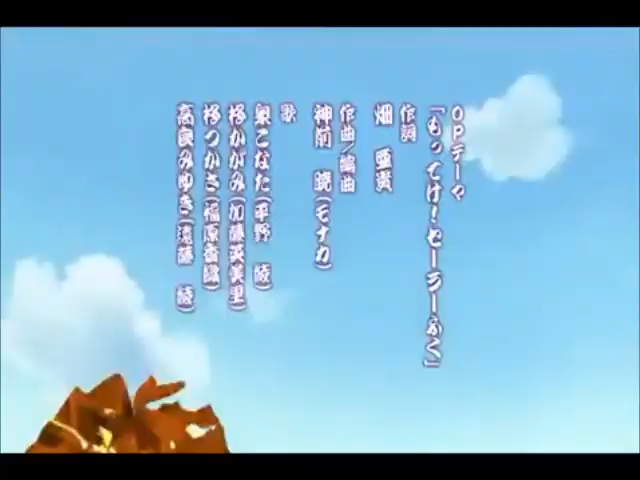 OPテーマ
「もってけ!セーラーふく」
作詞
畑 亜貴
作�/編曲
神前 暁(モナカ)
歌
泉こなた(平野 綾)
柊かがみ(加藤英美里)
柊つかさ(福原香織)
高良みゆき(遠藤 綾)